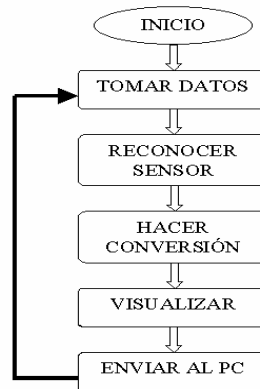 INICIO
TOMAR DATOS
RECONOCER
SENSOR
HACER
CONVERSIÓN
VISUALIZAR
ENVIAR AL PC